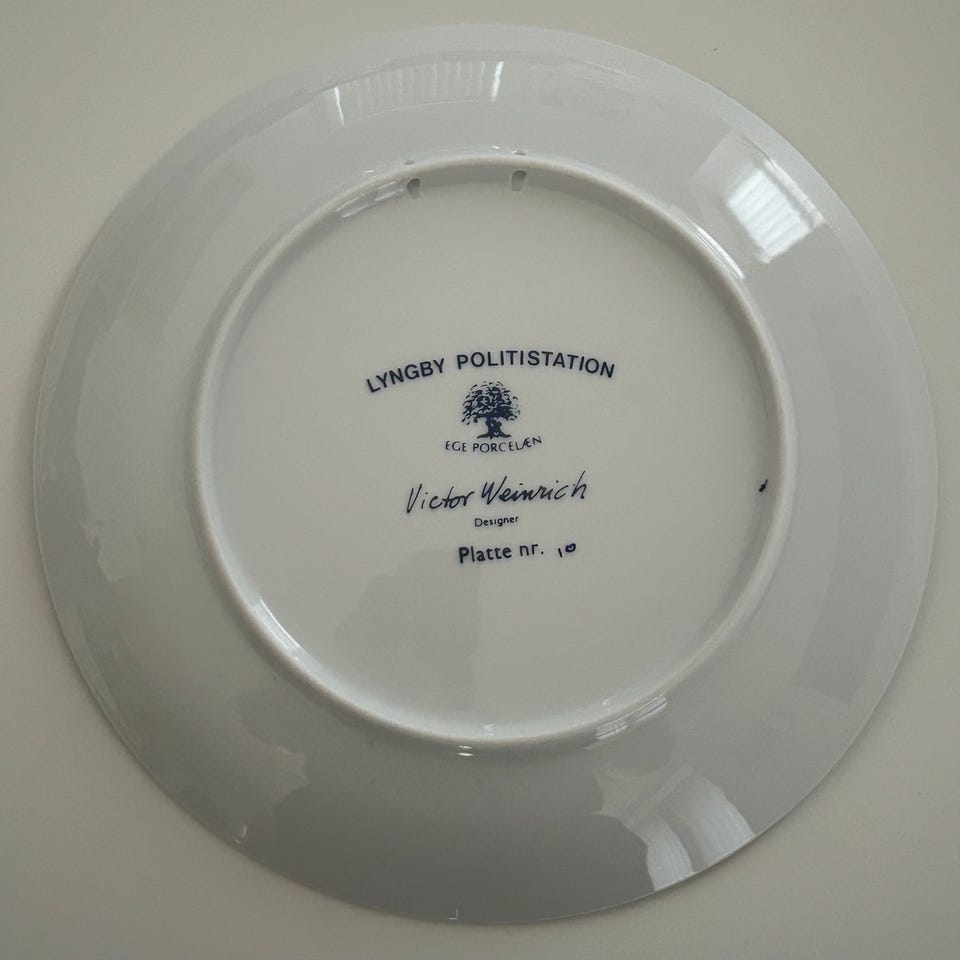 LYNGBY POLITISTATION
EGE PORCELÆN
Victor Weinrich
Designer
Platte nr. 10